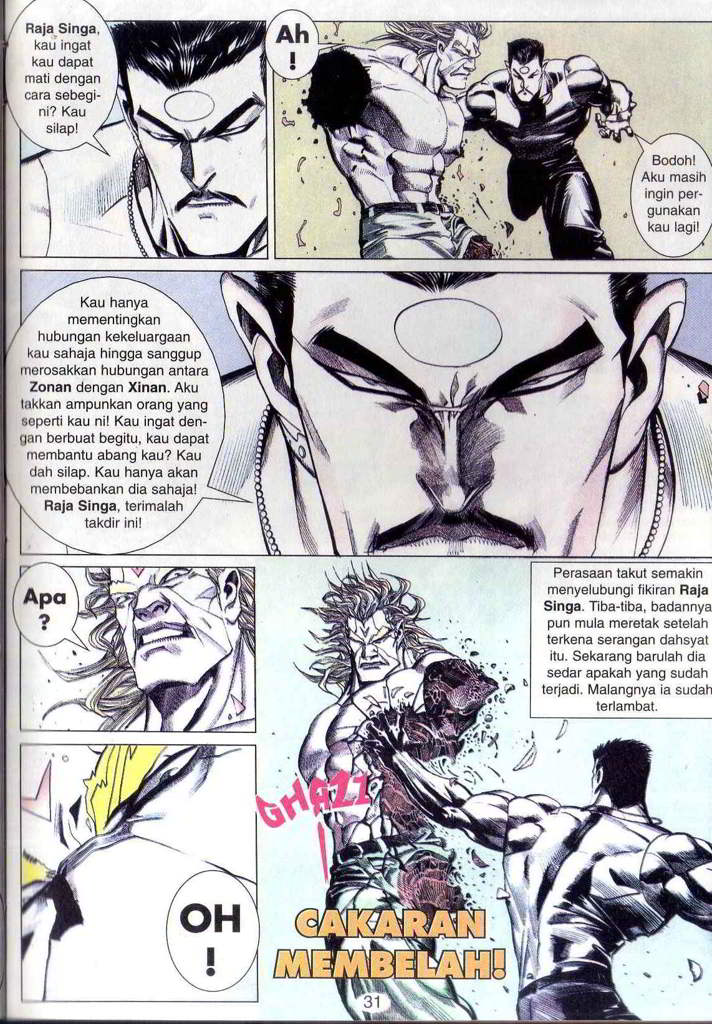 Raja Singa,
kau ingat
kau dapat
mati dengan
cara sebegi-
ni? Kau
silap!
Ah
!
Bodoh!
Aku masih
ingin per-
gunakan
kau lagi!
Kau hanya
mementingkan
hubungan kekeluargaan
kau sahaja hingga sanggup
merosakkan hubungan antara
Zonan dengan Xinan. Aku
takkan ampunkan orang yang
seperti kau ni! Kau ingat den-
gan berbuat begitu, kau dapat
membantu abang kau? Kau
dah silap. Kau hanya akan
membebankan dia sahaja!
Raja Singa, terimalah
takdir ini!
Apa
?
Perasaan takut semakin
menyelubungi fikiran Raja
Singa. Tiba-tiba, badannya
pun mula meretak setelah
terkena serangan dahsyat
itu. Sekarang barulah dia
sedar apakah yang sudah
terjadi. Malangnya ia sudah
terlambat.
GHAZZ
!
OH
!
CAKARAN
MEMBELAH!
31